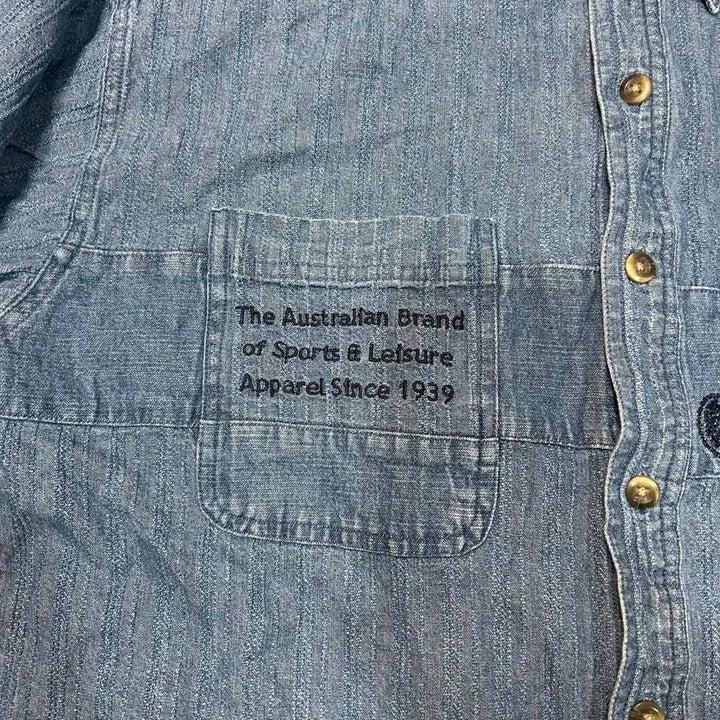 The Australian Brand
of Sports & Leisure
Apparel Since 1939